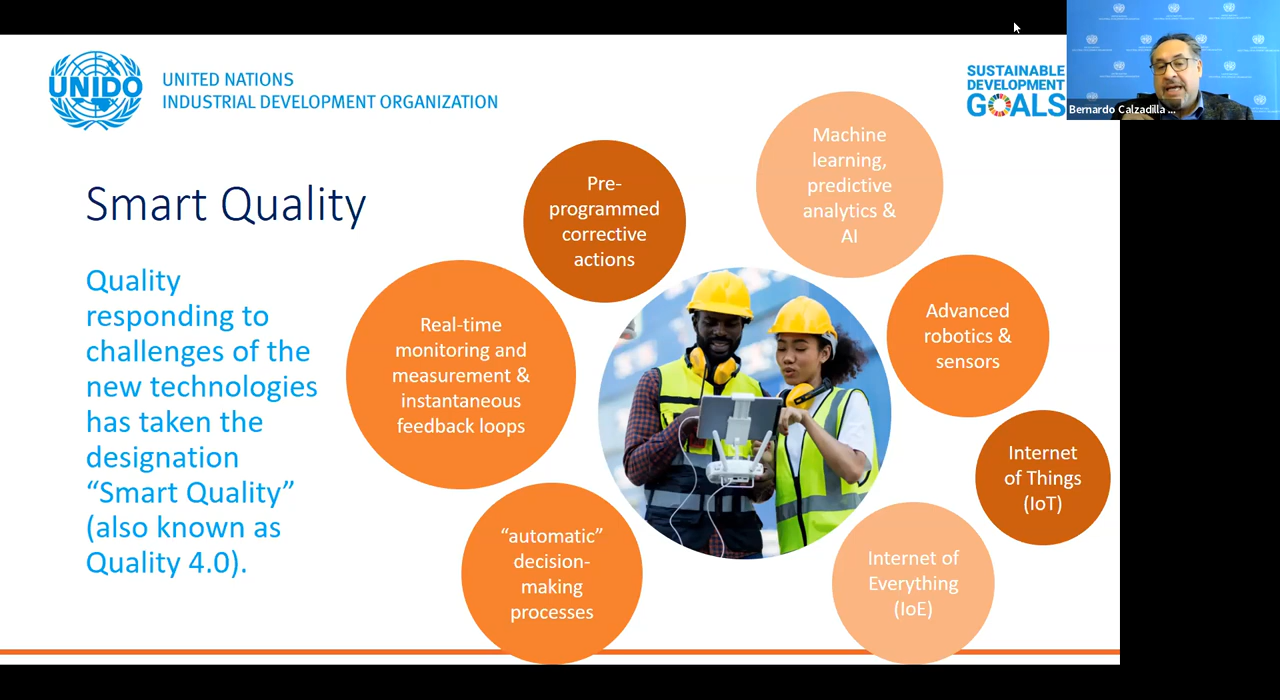 UNIDO
UNITED NATIONS
INDUSTRIAL DEVELOPMENT ORGANIZATION
SUSTAINABLE
DEVELOPMENT
GOALS
Bernardo Calzadilla ...
Smart Quality
Quality
responding to
challenges of the
new technologies
has taken the
designation
“Smart Quality”
(also known as
Quality 4.0).
Pre-
programmed
corrective
actions
Machine
learning,
predictive
analytics &
AI
Real-time
monitoring and
measurement &
instantaneous
feedback loops
Advanced
robotics &
sensors
Internet
of Things
(IoT)
“automatic”
decision-
making
processes
Internet of
Everything
(IoE)